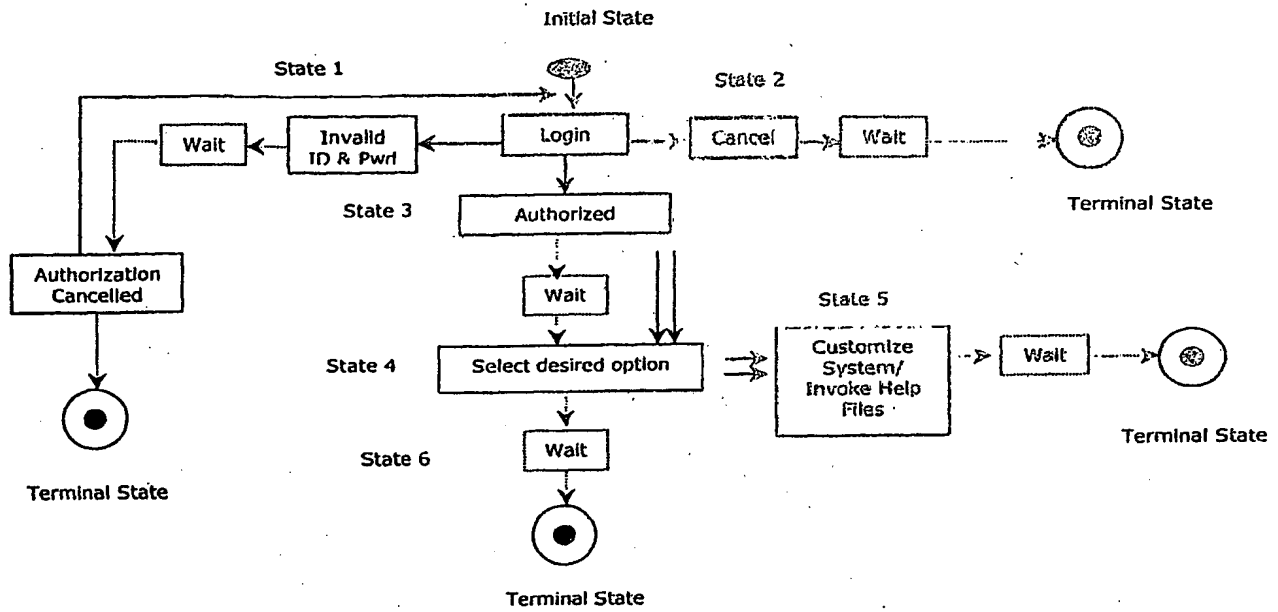 Initial State
State 1
State 2
Wait
Invalid
ID & Pwd
Login
Cancel
Wait
Terminal State
State 3
Authorized
Authorization
Cancelled
Wait
State 5
State 4
Select desired option
Customize
System/
Invoke Help
Files
Wait
Terminal State
State 6
Wait
Terminal State
Terminal State